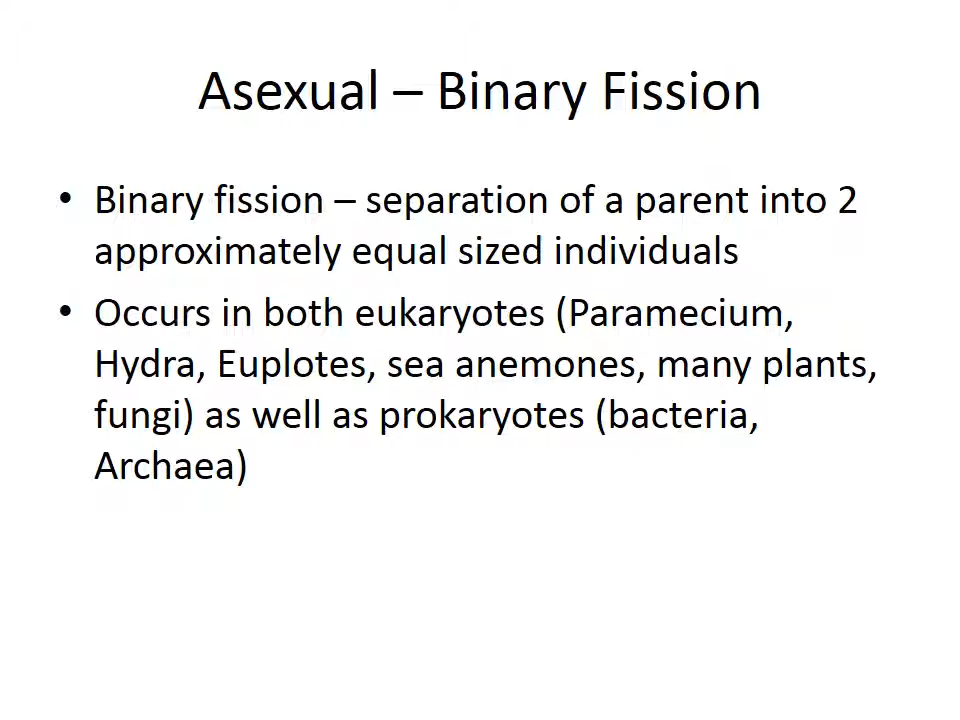 Asexual – Binary Fission
• Binary fission – separation of a parent into 2
approximately equal sized individuals
• Occurs in both eukaryotes (Paramecium,
Hydra, Euplotes, sea anemones, many plants,
fungi) as well as prokaryotes (bacteria,
Archaea)